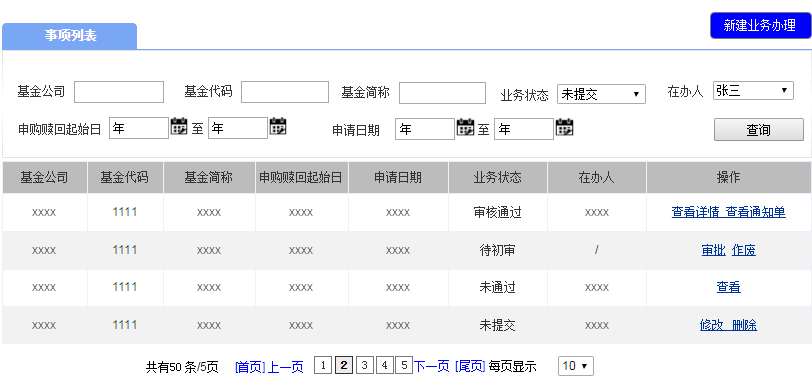 新建业务办理
事项列表
基金公司 基金代码 基金简称 业务状态 未提交 在办人 张三
申购赎回起始日 年 至 年 申请日期 年 至 年 查询
基金公司 基金代码 基金简称 申购赎回起始日 申请日期 业务状态 在办人 操作
xxxx 1111 xxxx xxxx xxxx 审核通过 xxxx 查看详情 查看通知单
xxxx 1111 xxxx xxxx xxxx 待初审 / 审批 作废
xxxx 1111 xxxx xxxx xxxx 未通过 xxxx 查看
xxxx 1111 xxxx xxxx xxxx 未提交 xxxx 修改 删除
共有50 条/5页 [首页] 上一页 1 2 3 4 5 下一页 [尾页] 每页显示 10